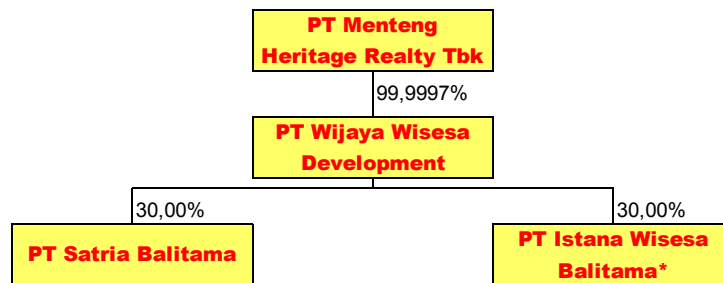 PT Menteng
Heritage Realty Tbk
99,9997%
PT Wijaya Wisesa
Development
30,00%
30,00%
PT Satria Balitama
PT Istana Wisesa
Balitama*